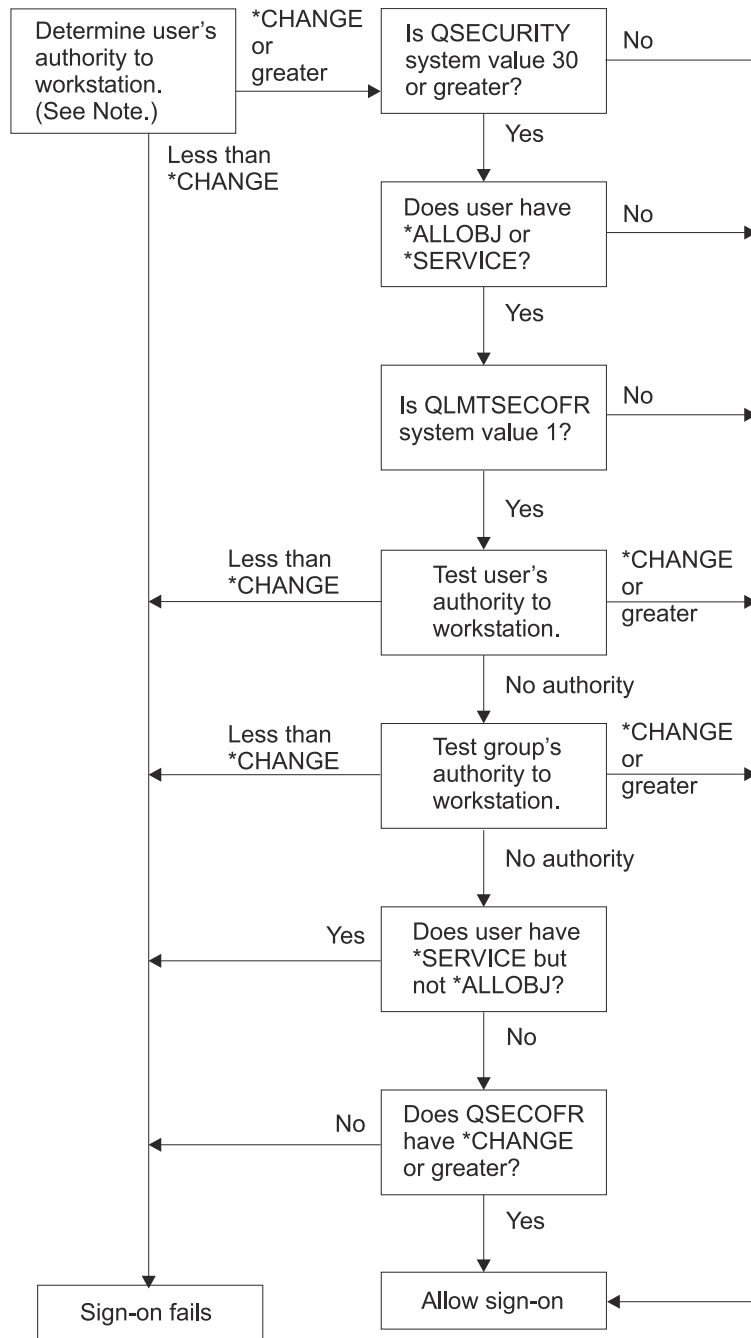 Determine user's
authority to
workstation.
(See Note.)
*CHANGE
or
greater
Is QSECURITY
system value 30
or greater?
No
Less than
*CHANGE
Yes
Does user have
*ALLOBJ or
*SERVICE?
No
Yes
Is QLMTSECOFR
system value 1?
No
Yes
Less than
*CHANGE
Test user's
authority to
workstation.
*CHANGE
or
greater
No authority
Less than
*CHANGE
Test group's
authority to
workstation.
*CHANGE
or
greater
No authority
Yes
Does user have
*SERVICE but
not *ALLOBJ?
No
No
Does QSECOFR
have *CHANGE
or greater?
Yes
Sign-on fails
Allow sign-on